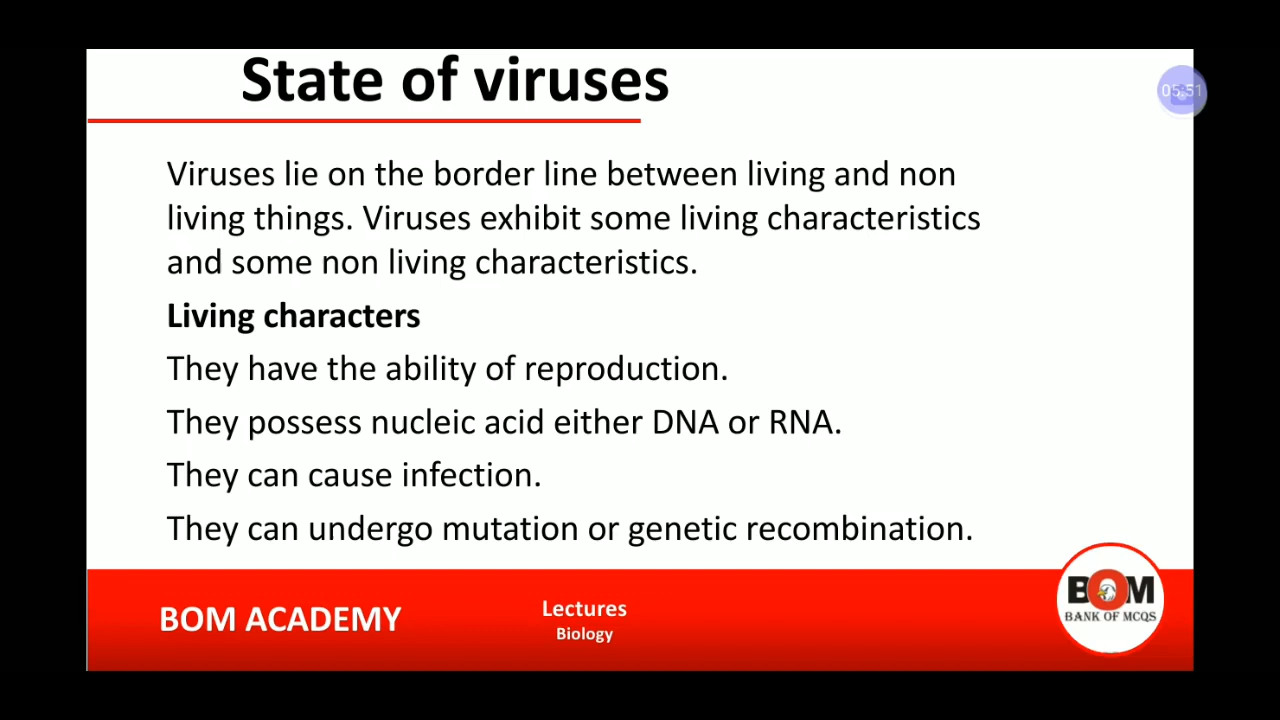 State of viruses
05:51
Viruses lie on the border line between living and non
living things. Viruses exhibit some living characteristics
and some non living characteristics.
Living characters
They have the ability of reproduction.
They possess nucleic acid either DNA or RNA.
They can cause infection.
They can undergo mutation or genetic recombination.
BOM ACADEMY
Lectures
Biology
BOM
BANK OF MCQS